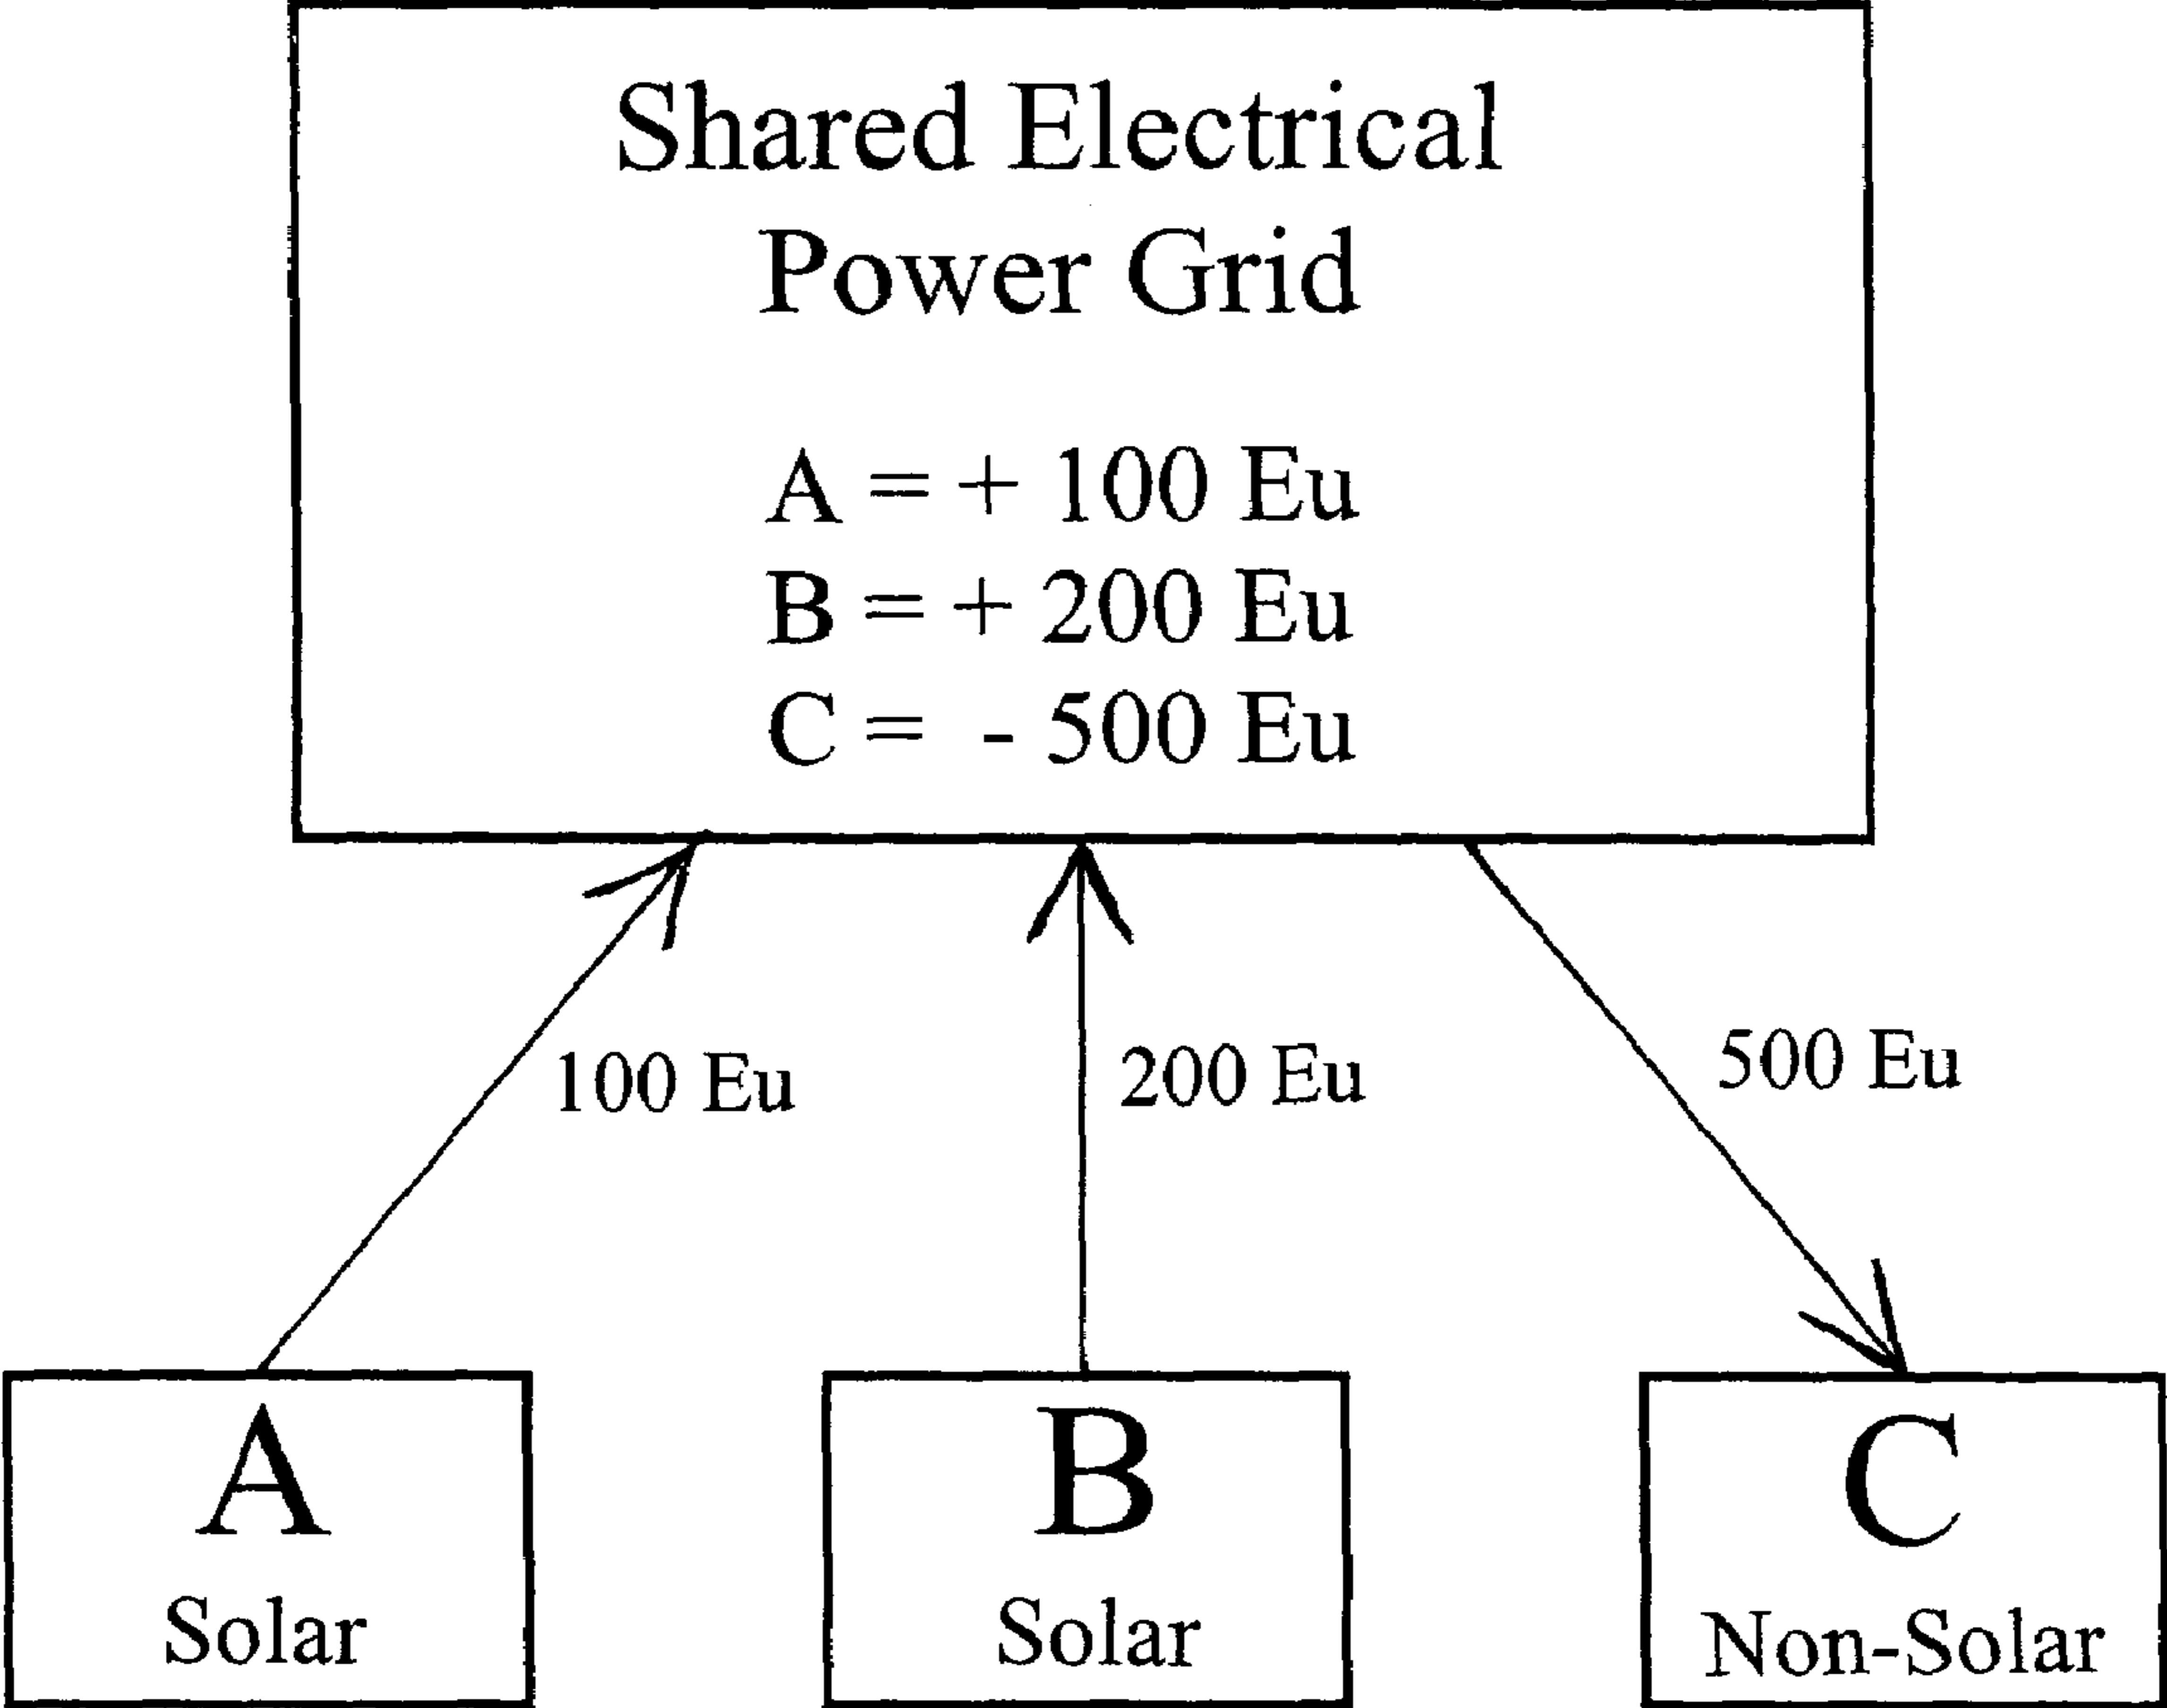 Shared Electrical
Power Grid
A = + 100 Eu
B = + 200 Eu
C = - 500 Eu
100 Eu
200 Eu
500 Eu
A
Solar
B
Solar
C
Non-Solar